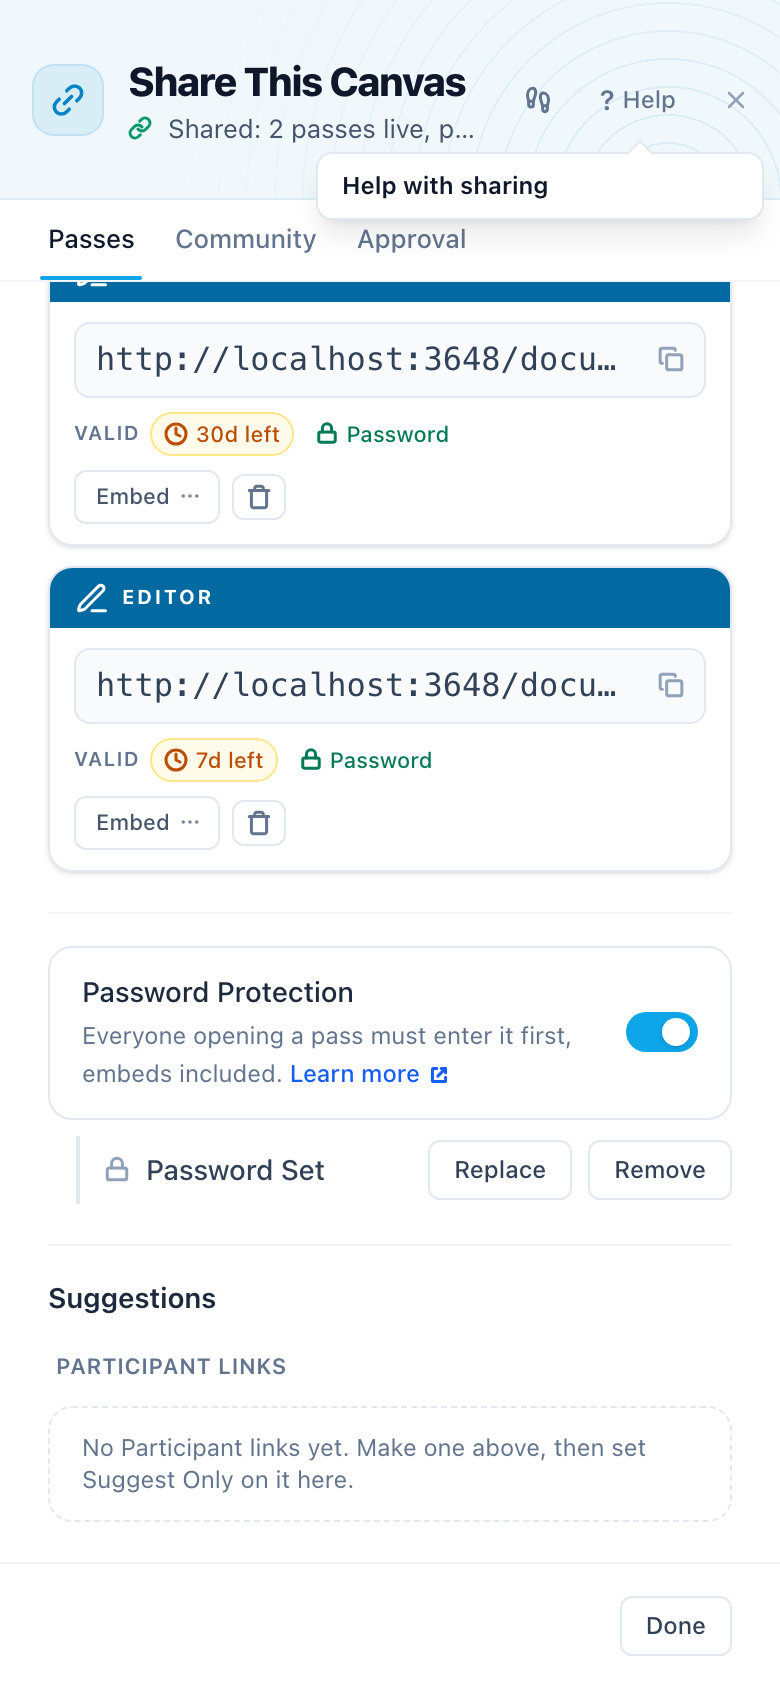 Share This Canvas
Shared: 2 passes live, p...
? Help
Help with sharing
Passes
Community
Approval
http://localhost:3648/docu…
VALID
30d left
Password
Embed ···
EDITOR
http://localhost:3648/docu…
VALID
7d left
Password
Embed ···
Password Protection
Everyone opening a pass must enter it first,
embeds included. Learn more
Password Set
Replace
Remove
Suggestions
PARTICIPANT LINKS
No Participant links yet. Make one above, then set
Suggest Only on it here.
Done